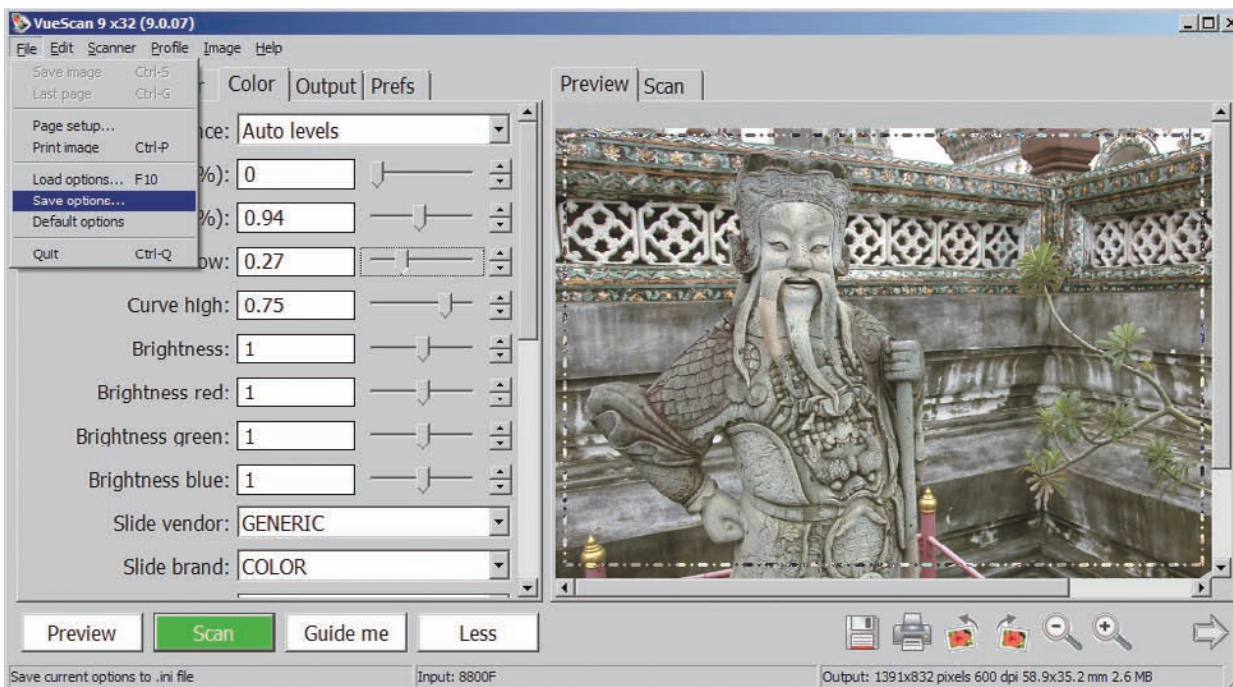 VueScan 9 x32 (9.0.07)
File Edit Scanner Profile Image Help
Save image Ctrl-S
Last page Ctrl-G
Page setup...
Print image Ctrl-P
Load options... F10
Save options...
Default options
Quit Ctrl-Q
Color Output Prefs
Auto levels
%): 0
%): 0.94
ow: 0.27
Curve high: 0.75
Brightness: 1
Brightness red: 1
Brightness green: 1
Brightness blue: 1
Slide vendor: GENERIC
Slide brand: COLOR
Preview Scan
Preview Scan Guide me Less
Save current options to .ini file
Input: 8800F
Output: 1391x832 pixels 600 dpi 58.9x35.2 mm 2.6 MB